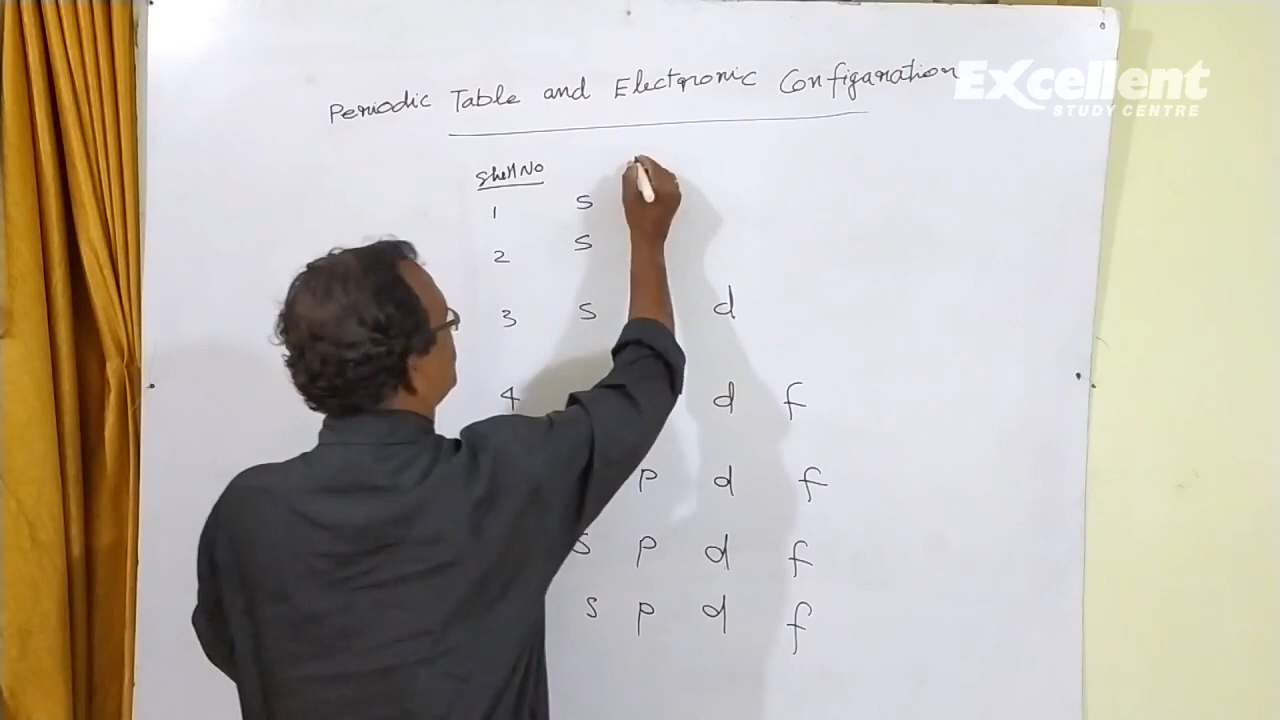 Periodic Table and Electronic Configaration
Excellent
STUDY CENTRE
Shell No
1 s
2 s
3 s d
4 d f
p d f
s p d f
s p d f